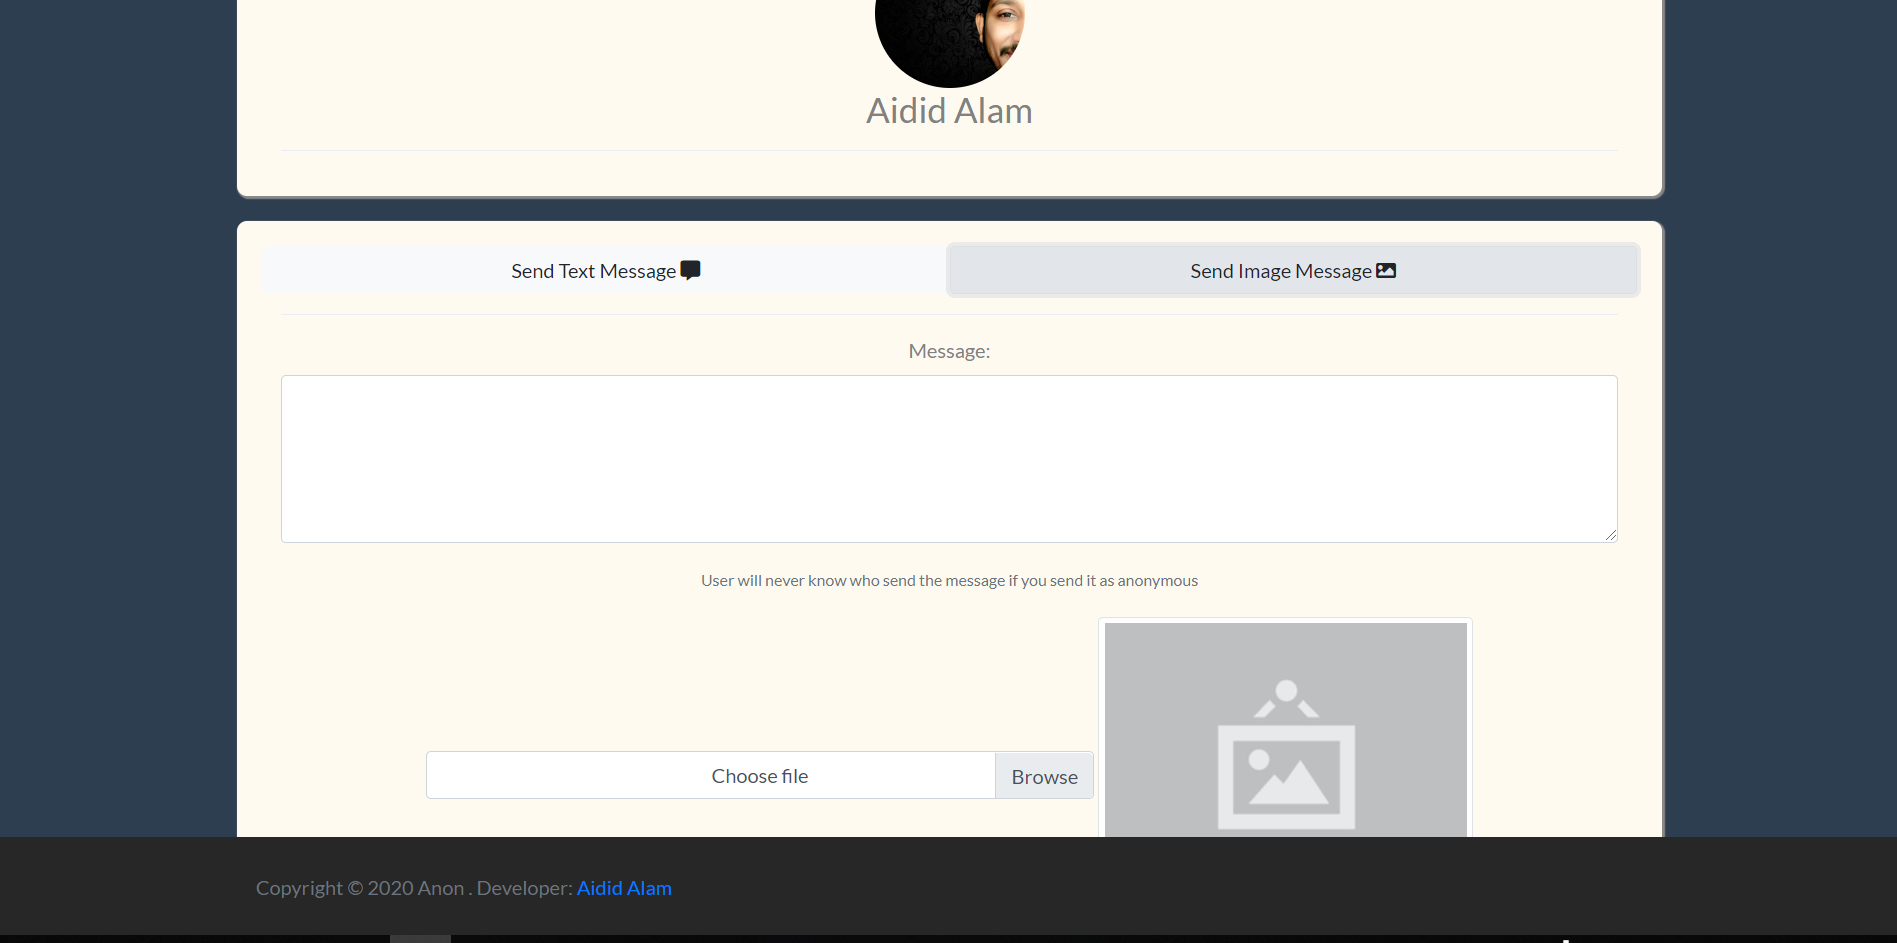 Aidid Alam
Send Text Message
Send Image Message
Message:
User will never know who send the message if you send it as anonymous
Choose file
Browse
Copyright © 2020 Anon . Developer: Aidid Alam